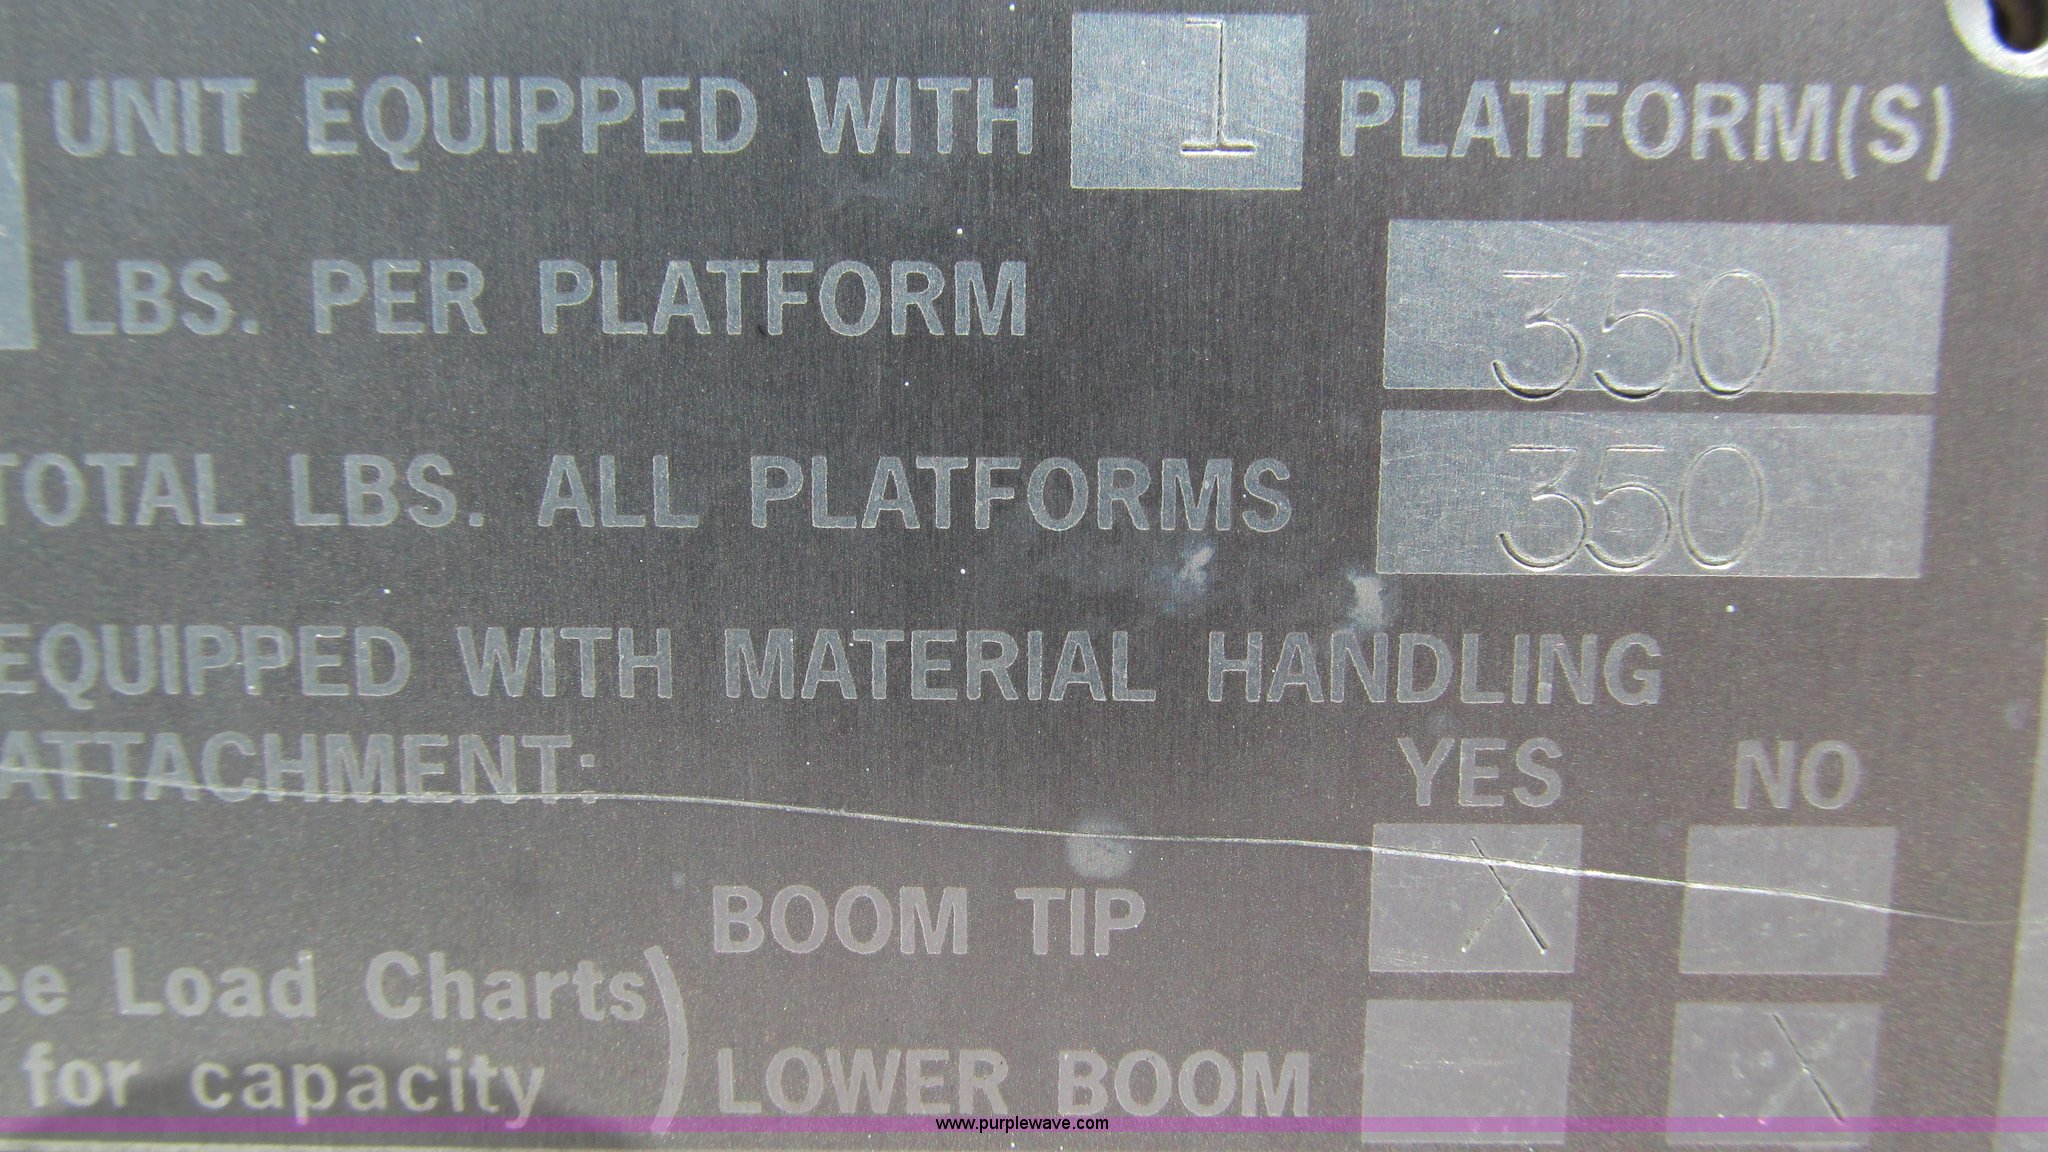 UNIT EQUIPPED WITH 1 PLATFORM(S)
LBS. PER PLATFORM 350
TOTAL LBS. ALL PLATFORMS 350
EQUIPPED WITH MATERIAL HANDLING
ATTACHMENT:
YES NO
BOOM TIP X
ee Load Charts)
for capacity
LOWER BOOM X
www.purplewave.com